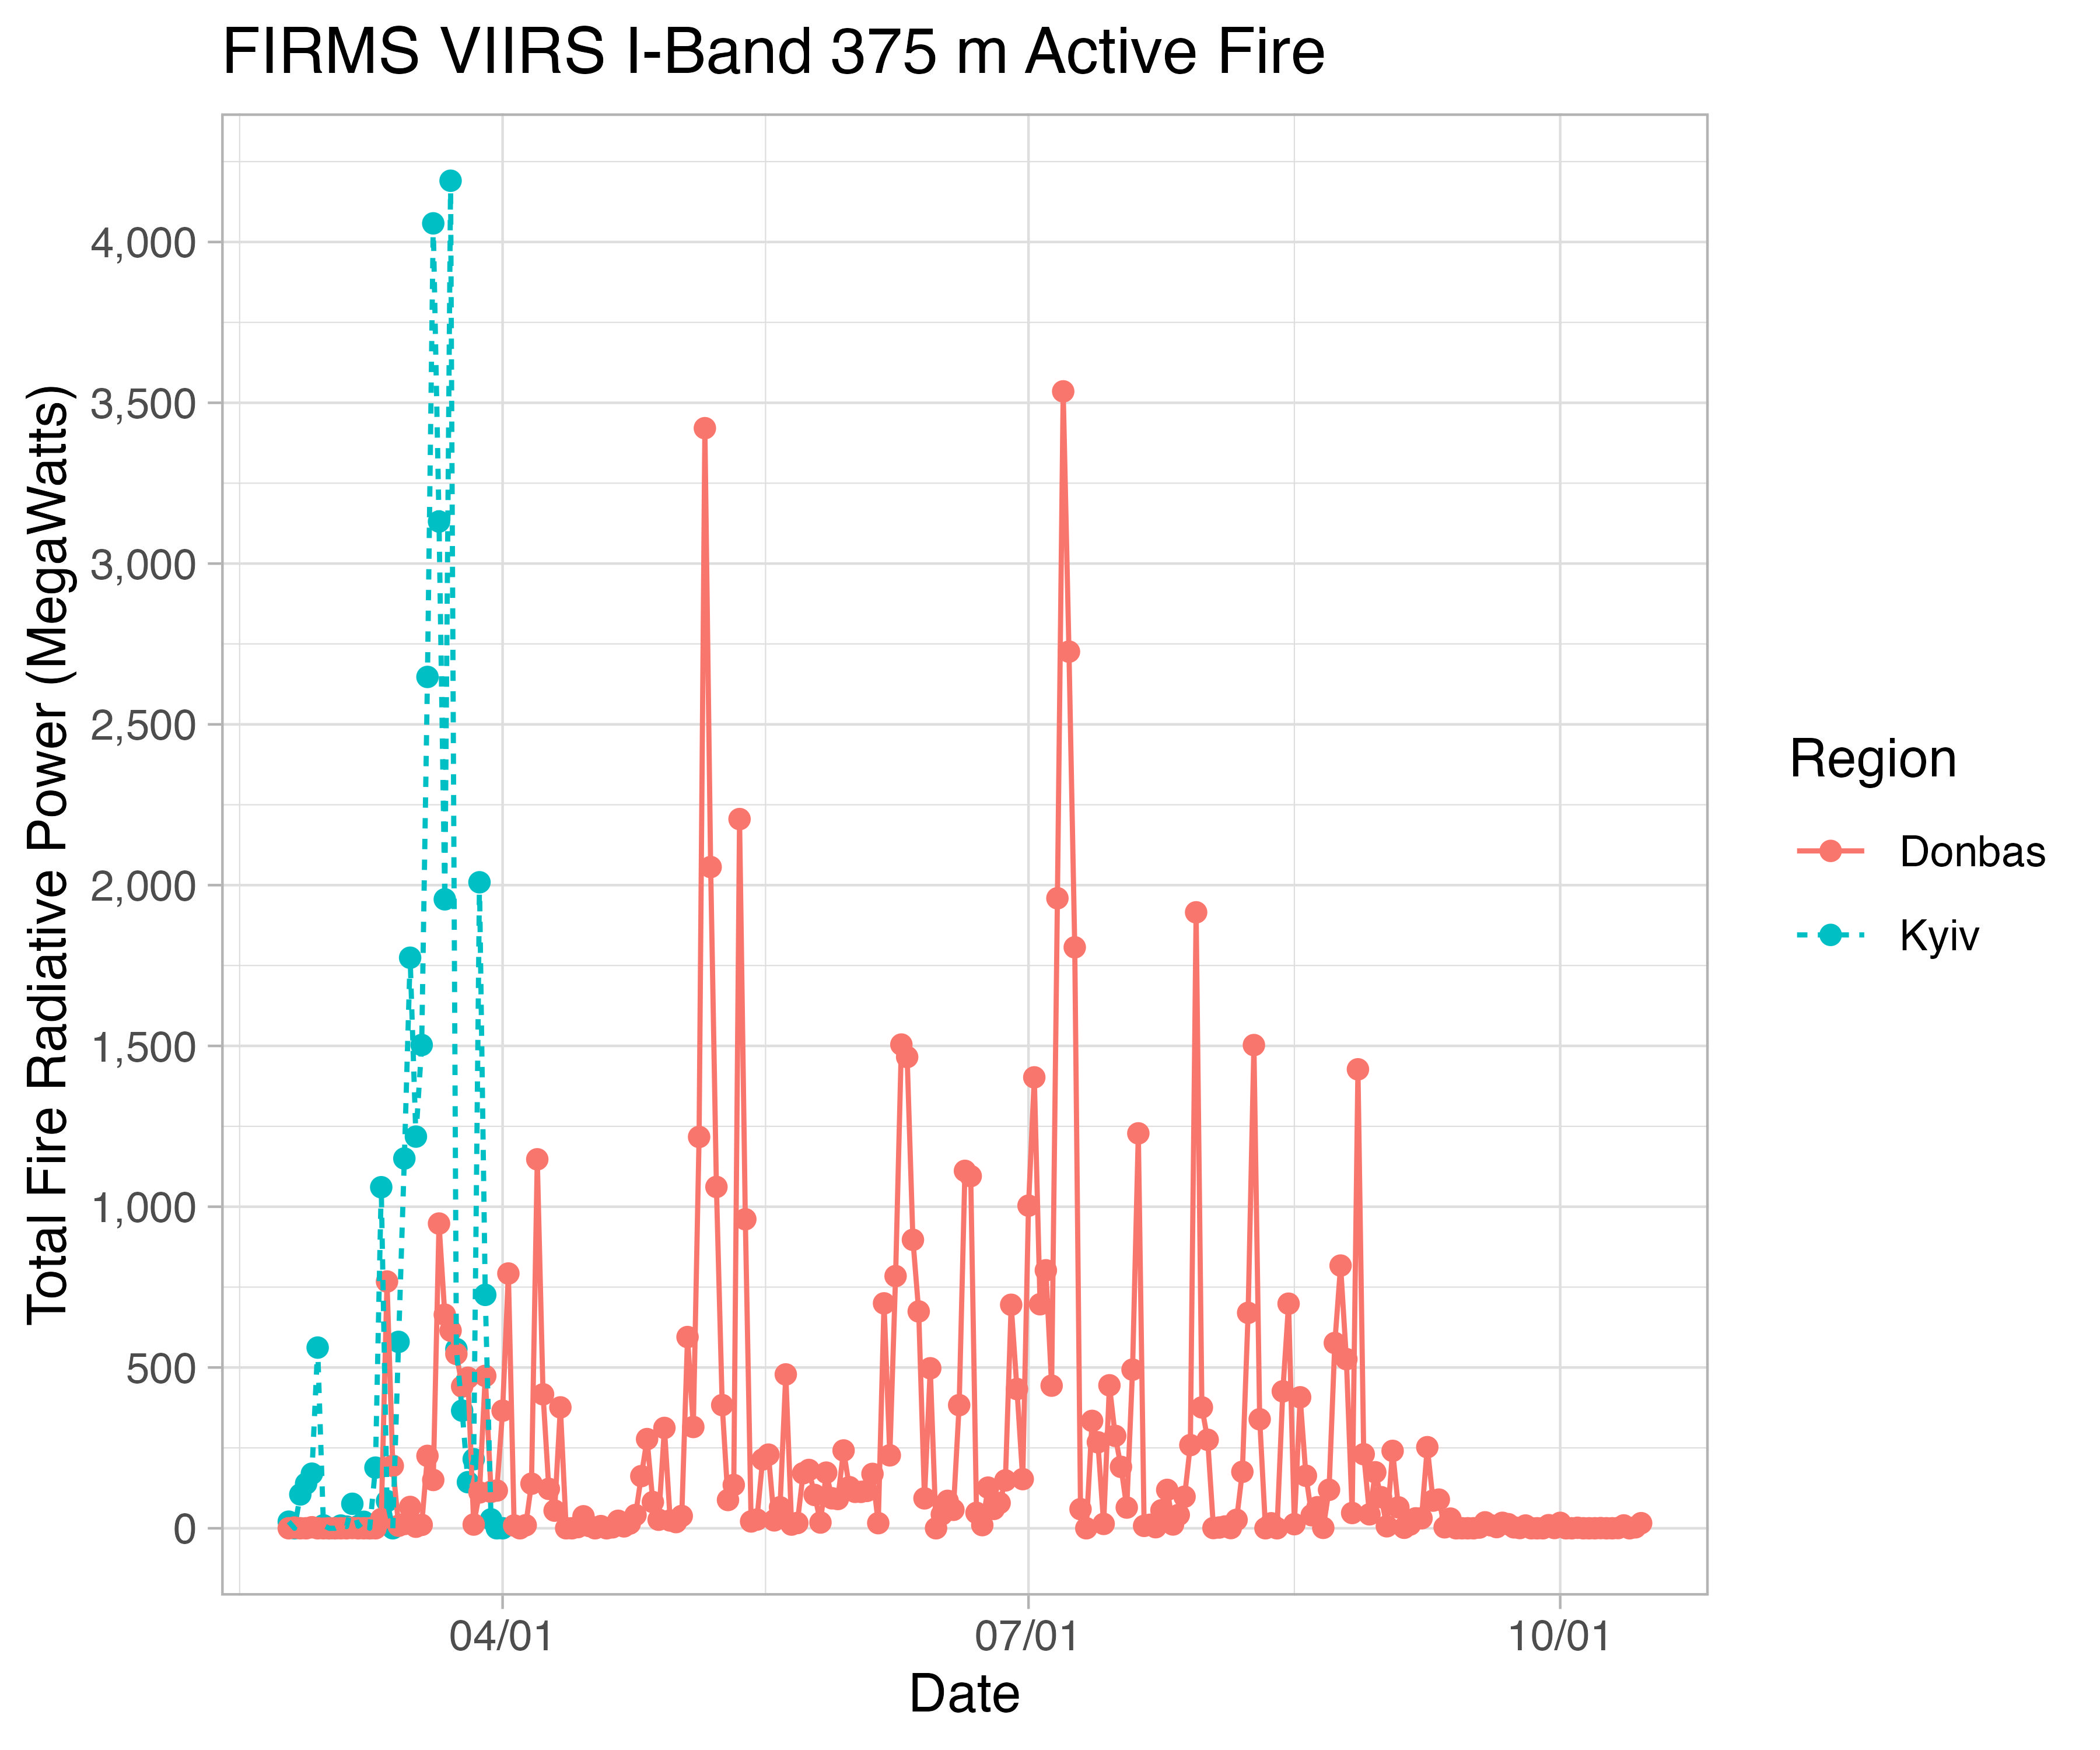 FIRMS VIIRS I-Band 375 m Active Fire
Total Fire Radiative Power (MegaWatts)
4,000
3,500
3,000
2,500
2,000
1,500
1,000
500
0
04/01
07/01
10/01
Date
Region
Donbas
Kyiv